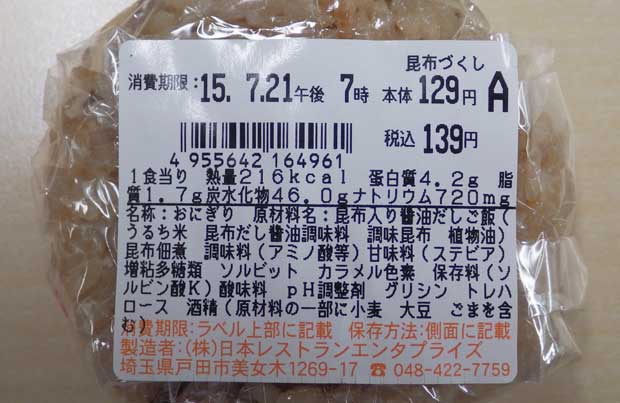 昆布づくし
消費期限:15. 7.21午後 7時 本体129円 A
税込139円
4 955642 164961
1食当り 熱量216kcal 蛋白質4.2g 脂
質1.7g炭水化物46.0gナトリウム720mg
名称:おにぎり 原材料名:昆布入り醤油だしご飯(
うるち米 昆布だし醤油調味料 調味昆布 植物油)
昆布佃煮 調味料(アミノ酸等)甘味料(ステビア)
増粘多糖類 ソルビット カラメル色素 保存料(ソ
ルビン酸K)酸味料 pH調整剤 グリシン トレハ
ロース 酒精(原材料の一部に小麦 大豆 ごまを含
む)
消費期限:ラベル上部に記載 保存方法:側面に記載
製造者:(株)日本レストランエンタプライズ
埼玉県戸田市美女木1269-17 ☎ 048-422-7759